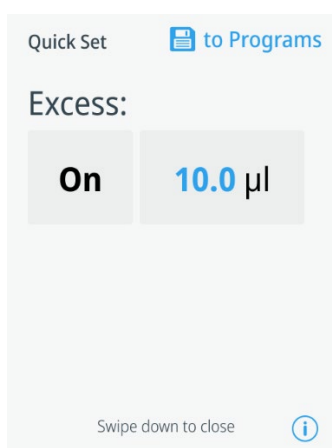 Quick Set to Programs
Excess:
On 10.0 µl
Swipe down to close